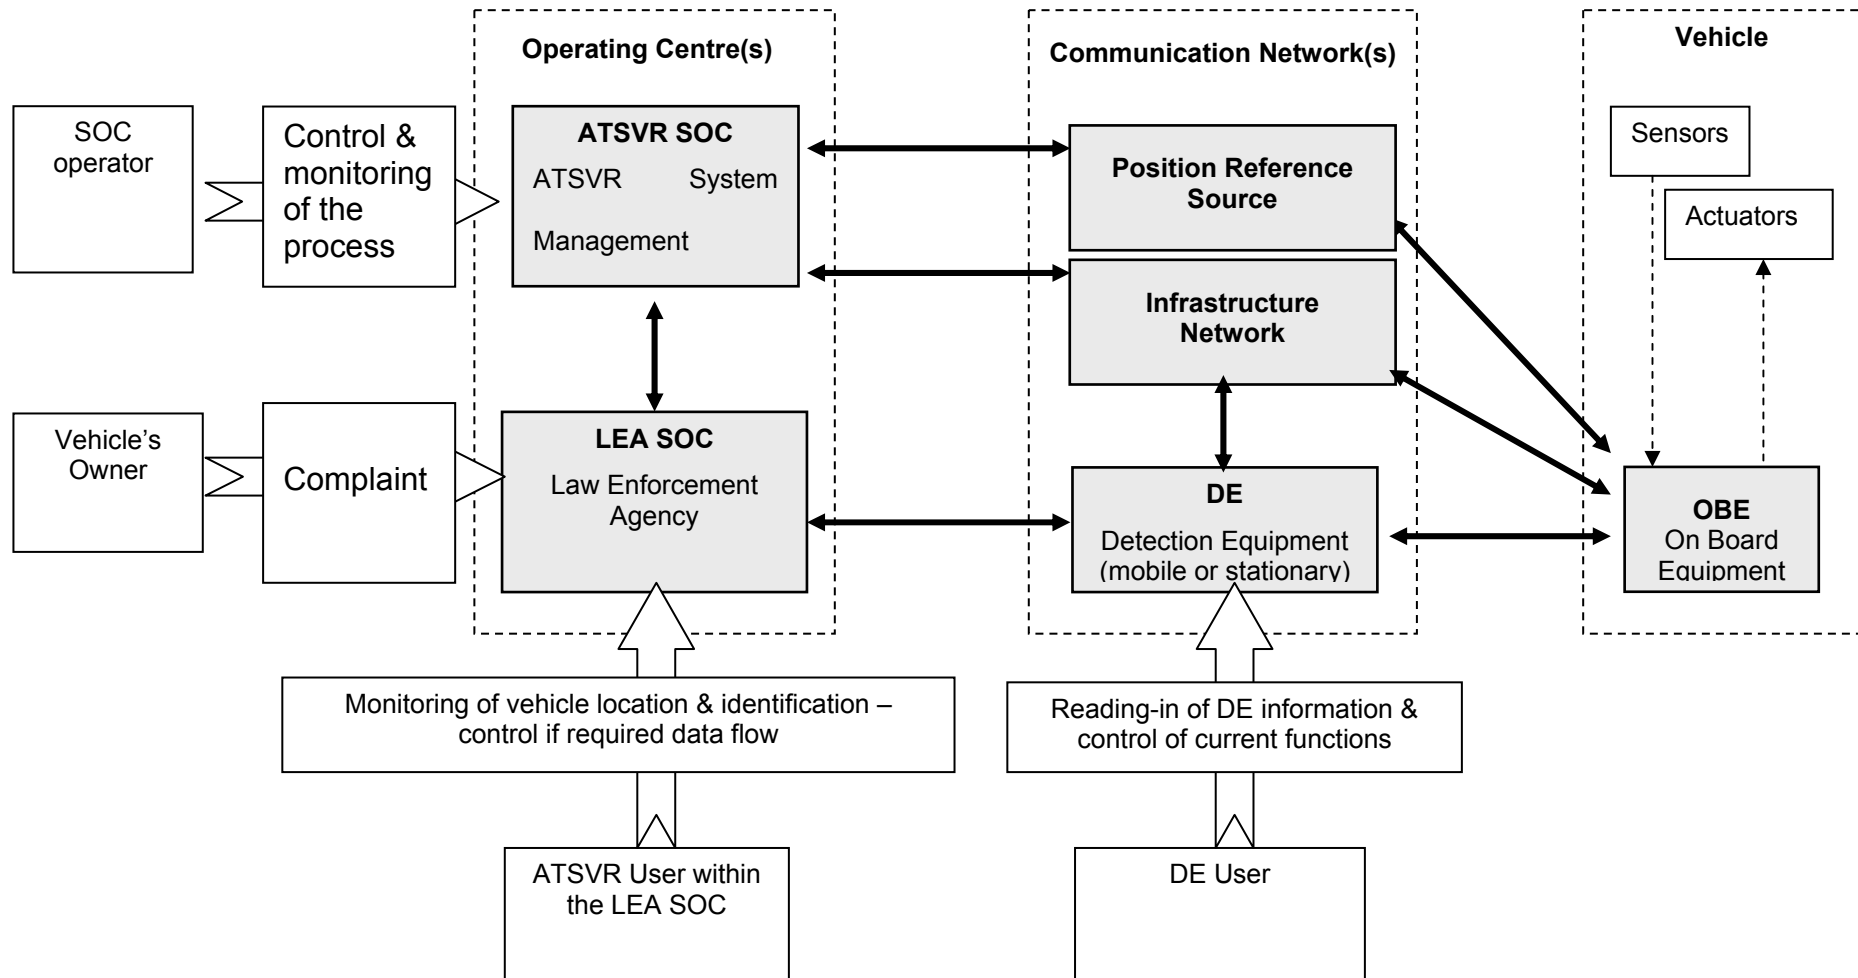 Operating Centre(s)
Communication Network(s)
Vehicle
SOC
operator
Control &
monitoring
of the
process
ATSVR SOC
ATSVR System
Management
Position Reference
Source
Infrastructure
Network
Sensors
Actuators
Vehicle's
Owner
Complaint
LEA SOC
Law Enforcement
Agency
DE
Detection Equipment
(mobile or stationary)
OBE
On Board
Equipment
Monitoring of vehicle location & identification –
control if required data flow
Reading-in of DE information &
control of current functions
ATSVR User within
the LEA SOC
DE User